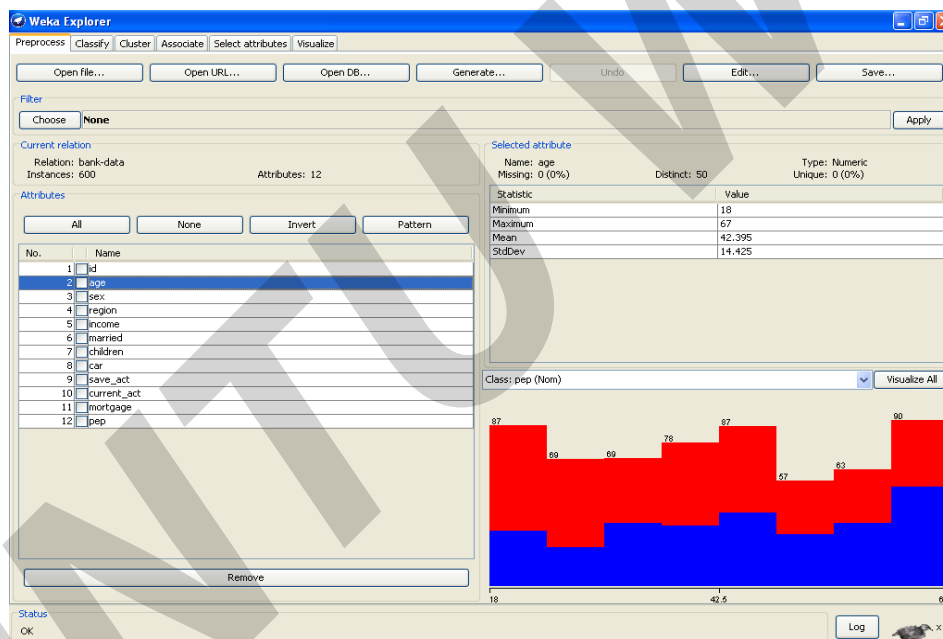 Weka Explorer
Preprocess Classify Cluster Associate Select attributes Visualize
Open file... Open URL... Open DB... Generate... Undo Edit... Save...
Filter
Choose None Apply
Current relation
Relation: bank-data
Instances: 600 Attributes: 12
Attributes
All None Invert Pattern
No. Name
1 id
2 age
3 sex
4 region
5 income
6 married
7 children
8 car
9 save_act
10 current_act
11 mortgage
12 pep
Remove
Selected attribute
Name: age Type: Numeric
Missing: 0 (0%) Distinct: 50 Unique: 0 (0%)
Statistic Value
Minimum 18
Maximum 67
Mean 42.395
StdDev 14.425
Class: pep (Nom) Visualize All
87 69 69 78 87 57 63 90
18 42.5 6
Status
OK Log x
NTU W